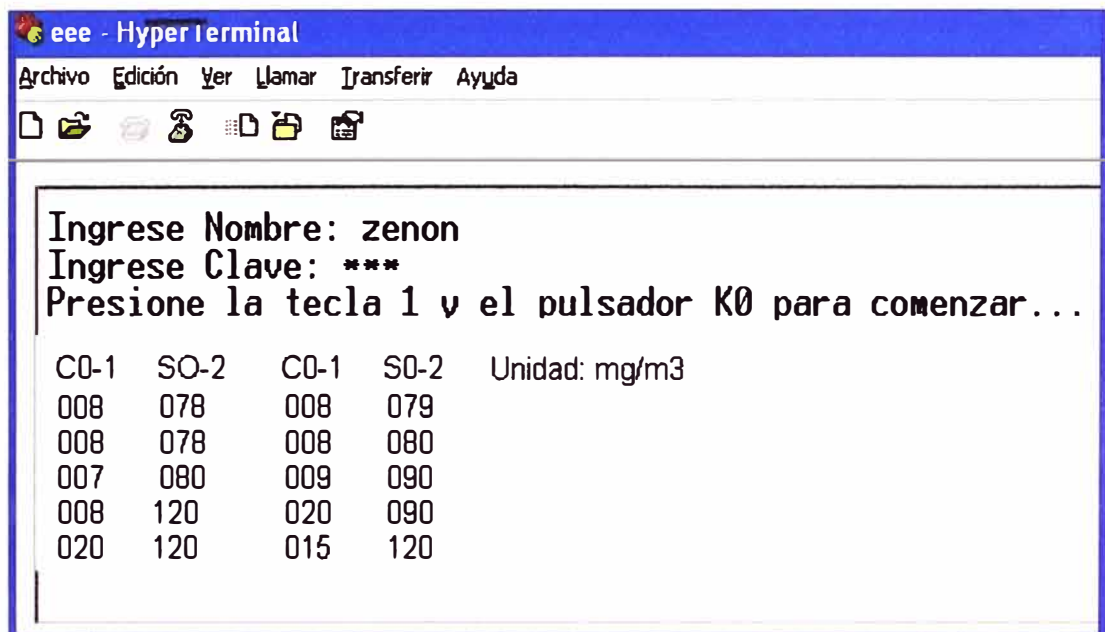 eee - HyperTerminal
Archivo Edición Ver Llamar Transferir Ayuda
Ingrese Nombre: zenon
Ingrese Clave: ***
Presione la tecla 1 y el pulsador K0 para comenzar...
C0-1 SO-2 C0-1 S0-2 Unidad: mg/m3
008 078 008 079
008 078 008 080
007 080 009 090
008 120 020 090
020 120 015 120